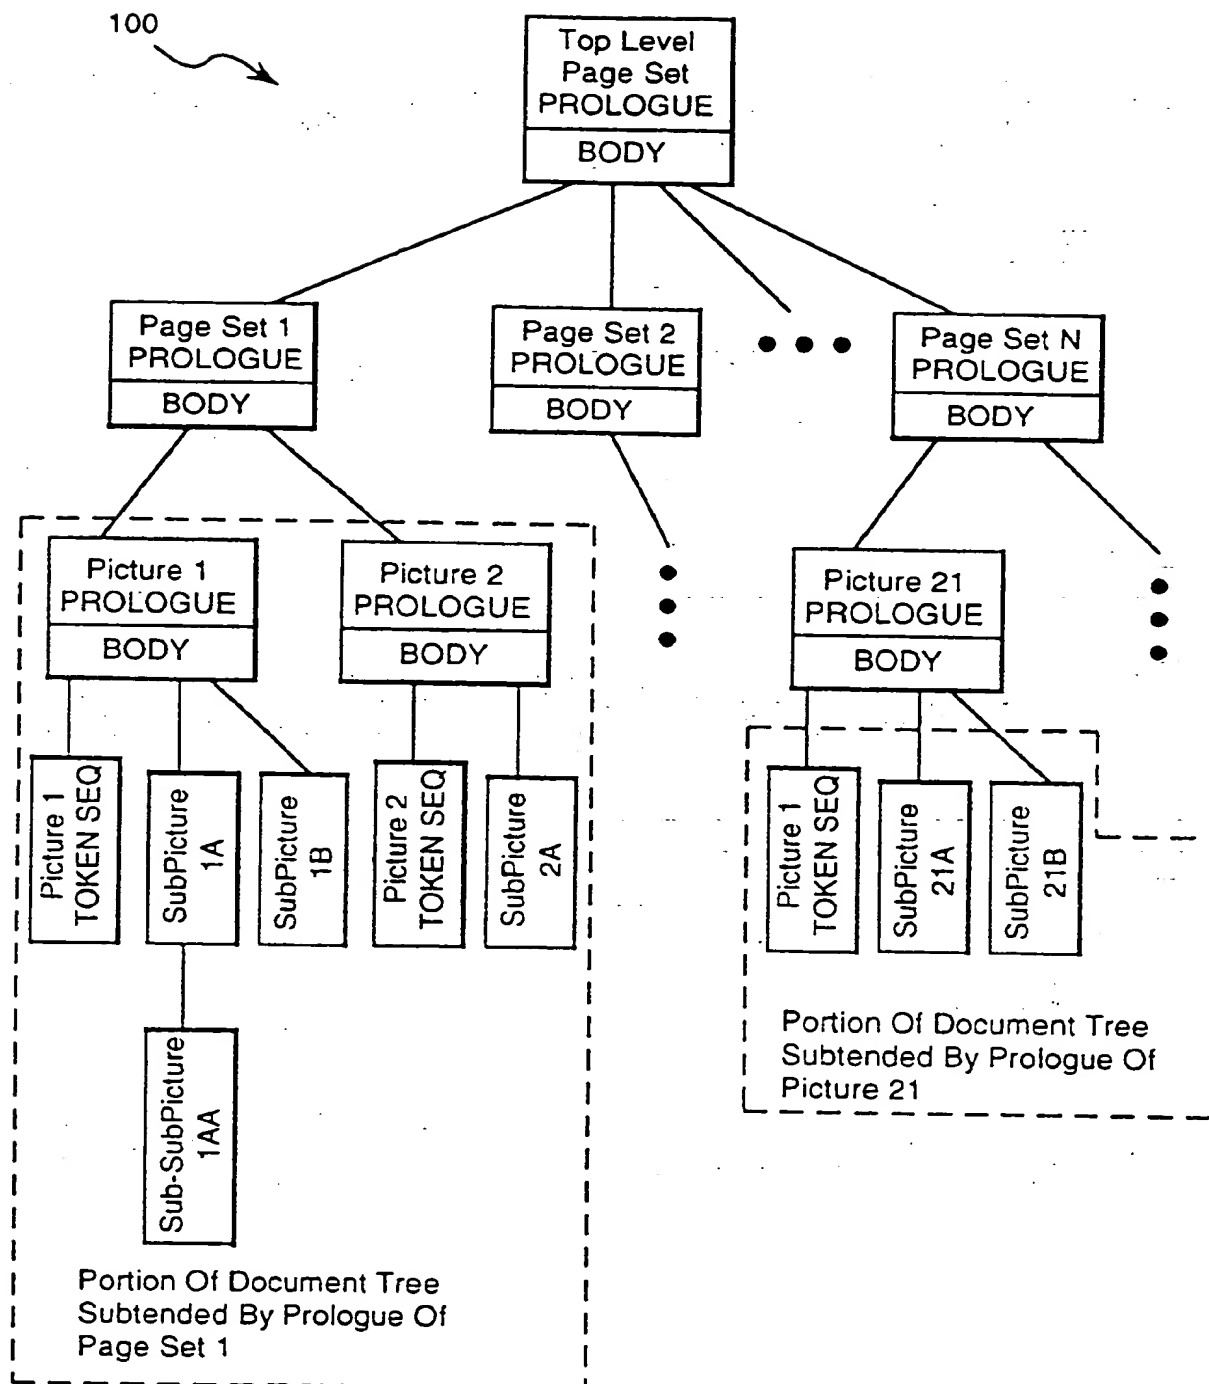 100
Top Level
Page Set
PROLOGUE
BODY
Page Set 1
PROLOGUE
BODY
Page Set 2
PROLOGUE
BODY
Page Set N
PROLOGUE
BODY
Picture 1
PROLOGUE
BODY
Picture 2
PROLOGUE
BODY
Picture 21
PROLOGUE
BODY
Picture 1
TOKEN SEQ
SubPicture
1A
SubPicture
1B
Picture 2
TOKEN SEQ
SubPicture
2A
Picture 1
TOKEN SEQ
SubPicture
21A
SubPicture
21B
Sub-SubPicture
1AA
Portion Of Document Tree
Subtended By Prologue Of
Picture 21
Portion Of Document Tree
Subtended By Prologue Of
Page Set 1